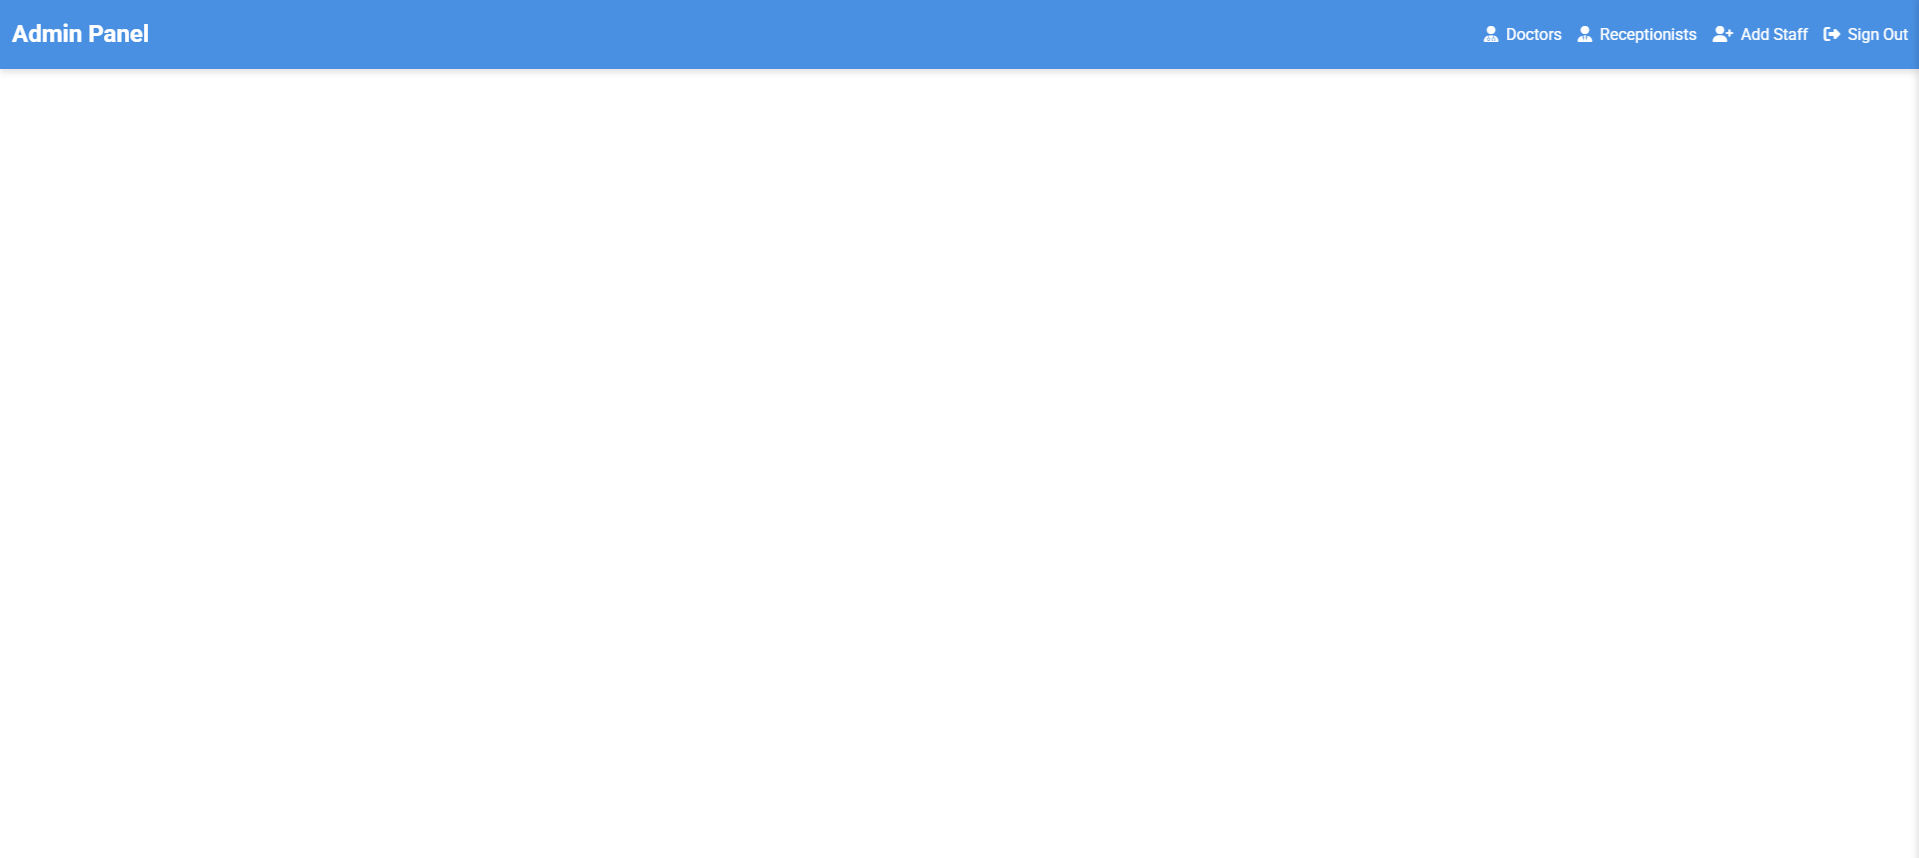 Admin Panel
Doctors Receptionists Add Staff Sign Out